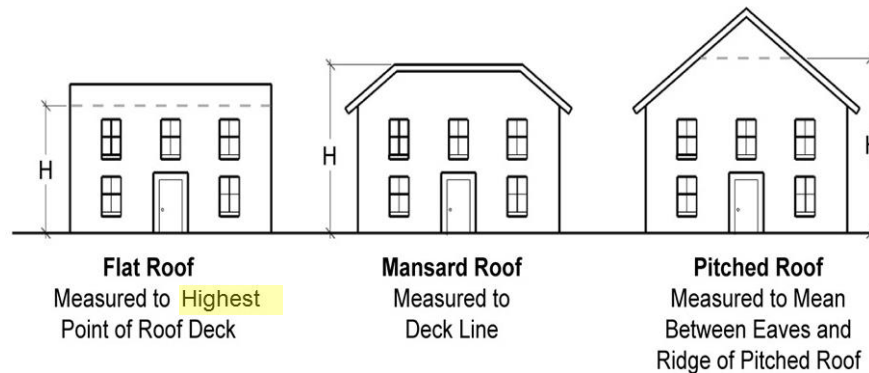 H
H
H
Flat Roof
Measured to Highest
Point of Roof Deck
Mansard Roof
Measured to
Deck Line
Pitched Roof
Measured to Mean
Between Eaves and
Ridge of Pitched Roof